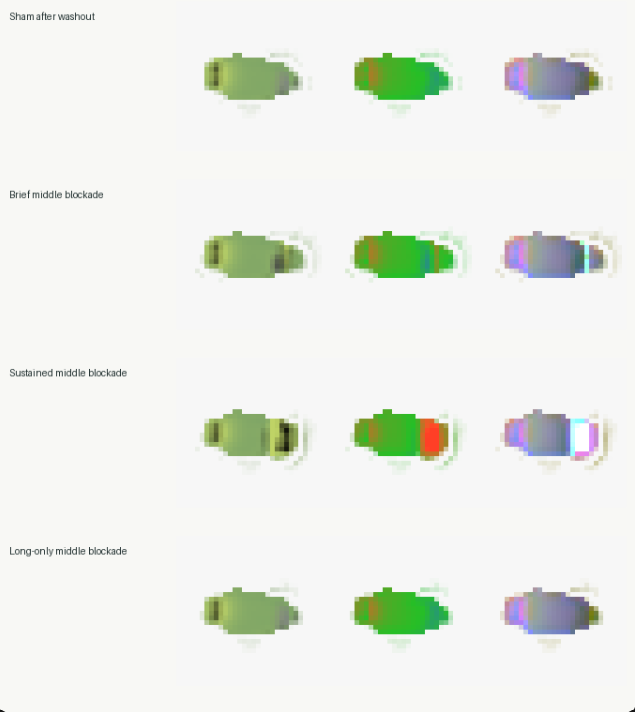 Sham after washout
Brief middle blockade
Sustained middle blockade
Long-only middle blockade